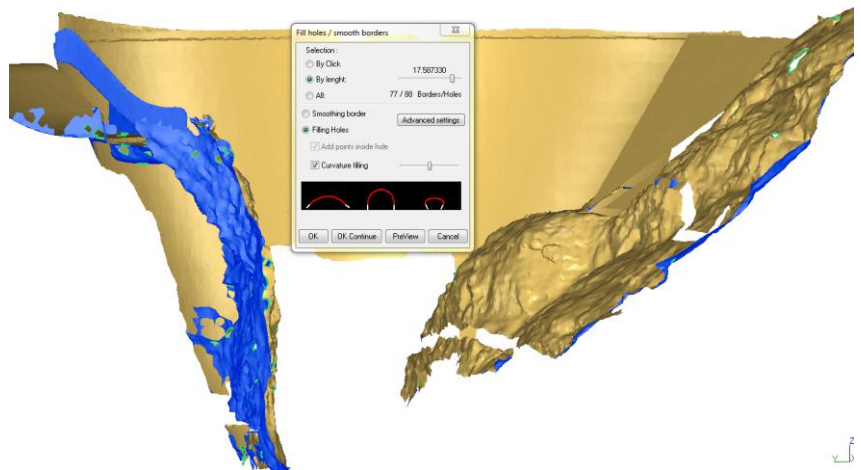 Fill holes / smooth borders
Selection :
By Click
17.587330
By lenght:
Alt
77 / 88 Borders/Holes
Smoothing border
Advanced settings
Filling Holes
Add points inside hole
Curvature filling
OK
OK Continue
PreView
Cancel
Z
Y
X